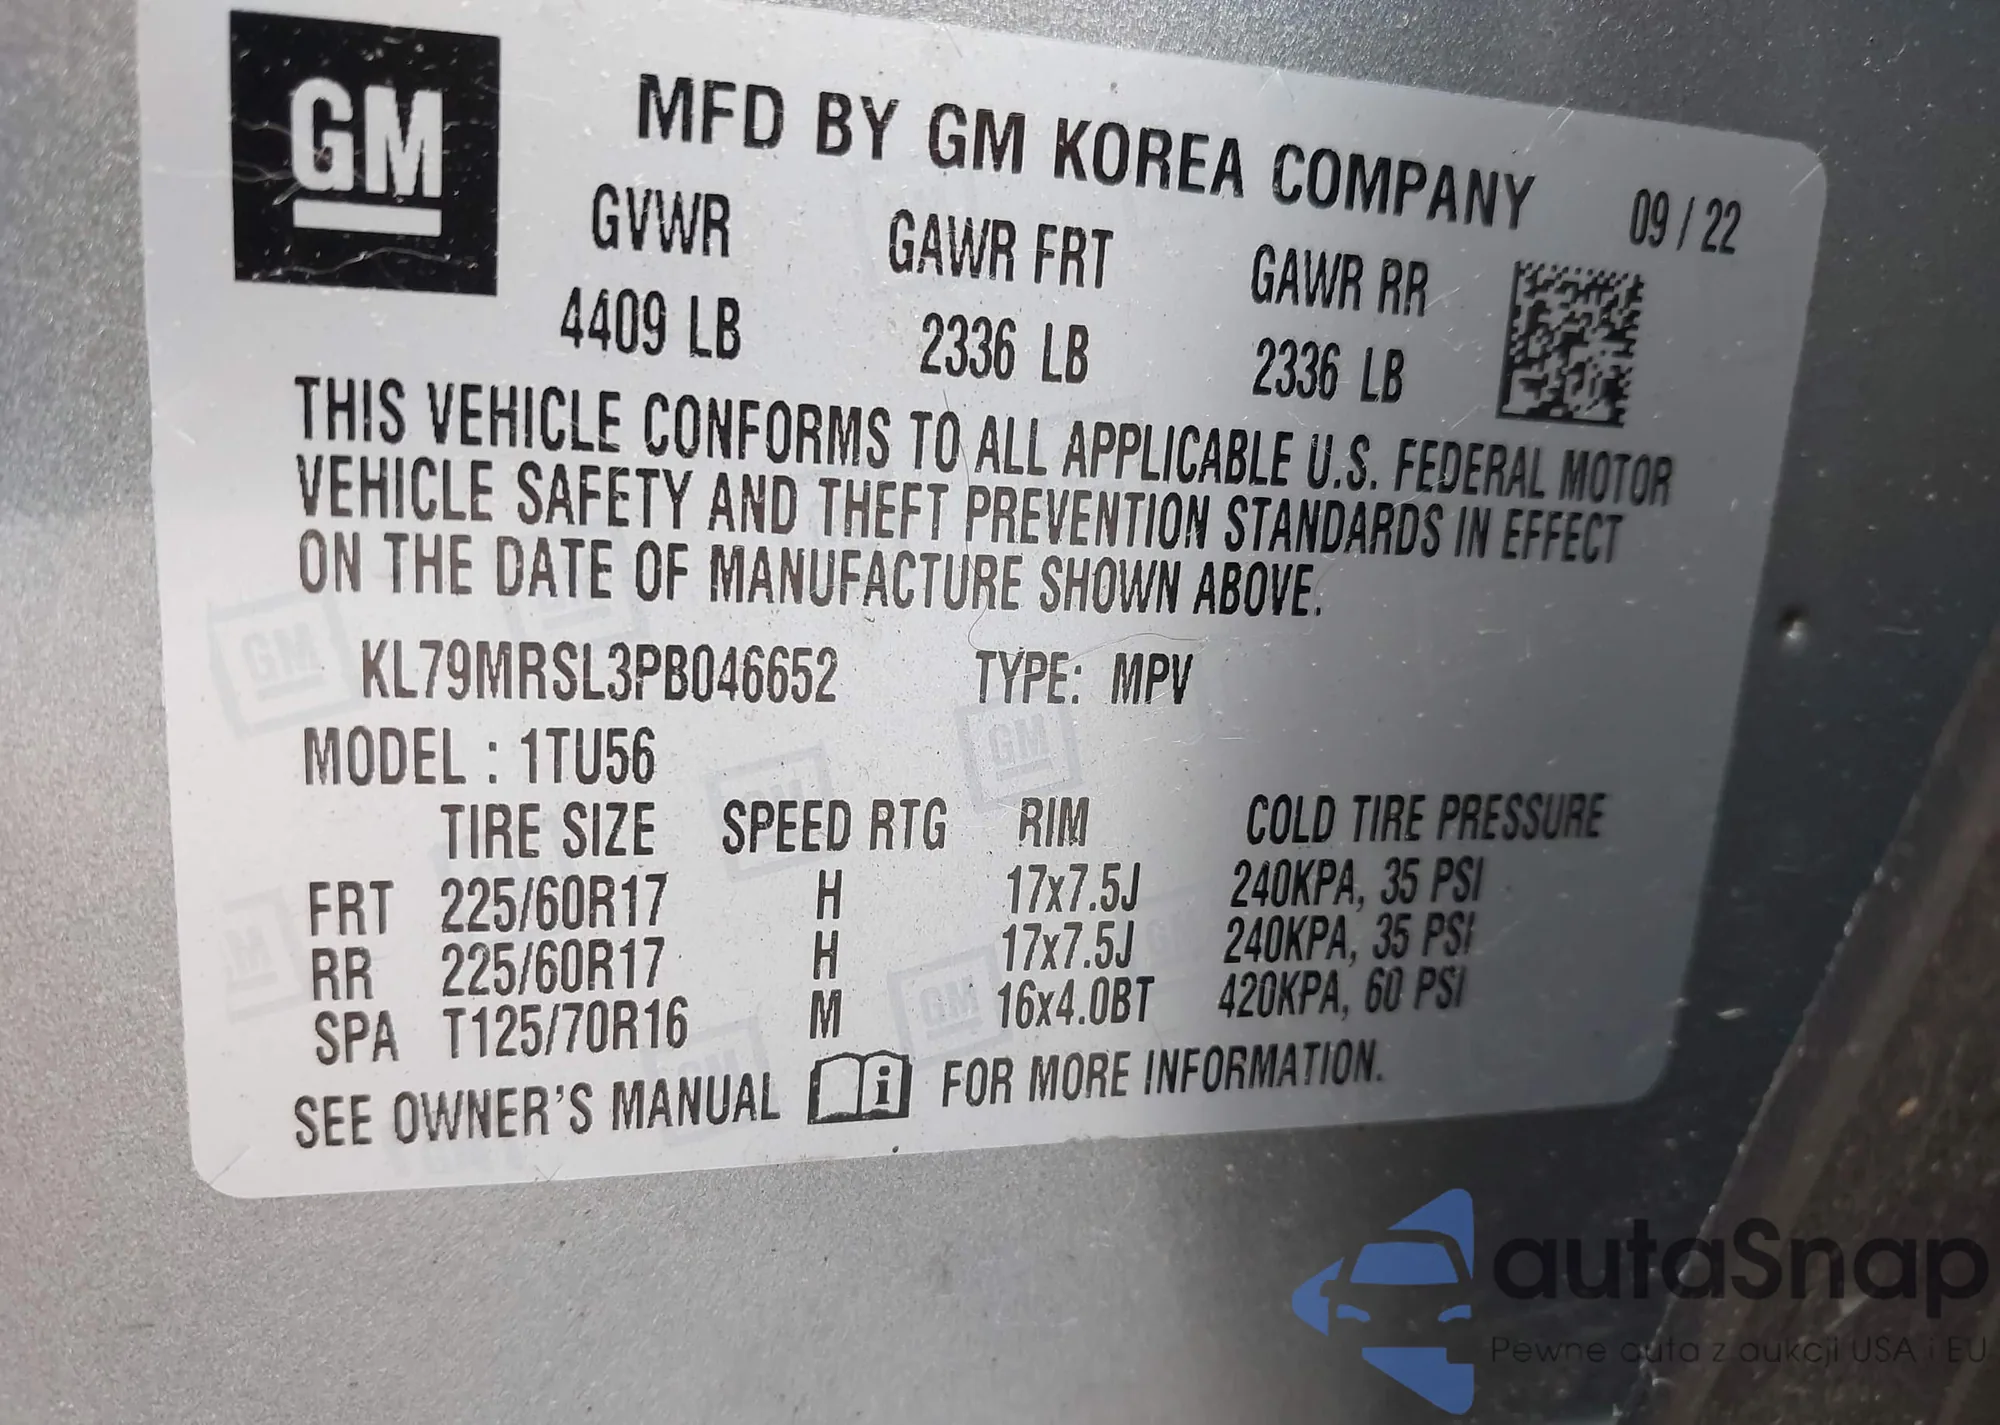 GM
MFD BY GM KOREA COMPANY 09 / 22
GVWR GAWR FRT GAWR RR
4409 LB 2336 LB 2336 LB
THIS VEHICLE CONFORMS TO ALL APPLICABLE U.S. FEDERAL MOTOR
VEHICLE SAFETY AND THEFT PREVENTION STANDARDS IN EFFECT
ON THE DATE OF MANUFACTURE SHOWN ABOVE.
KL79MRSL3PB046652 TYPE: MPV
MODEL : 1TU56
TIRE SIZE SPEED RTG RIM COLD TIRE PRESSURE
FRT 225/60R17 H 17x7.5J 240KPA, 35 PSI
RR 225/60R17 H 17x7.5J 240KPA, 35 PSI
SPA T125/70R16 M 16x4.0BT 420KPA, 60 PSI
SEE OWNER'S MANUAL i FOR MORE INFORMATION.
autaSnap
Pewne auta z aukcji USA i EU